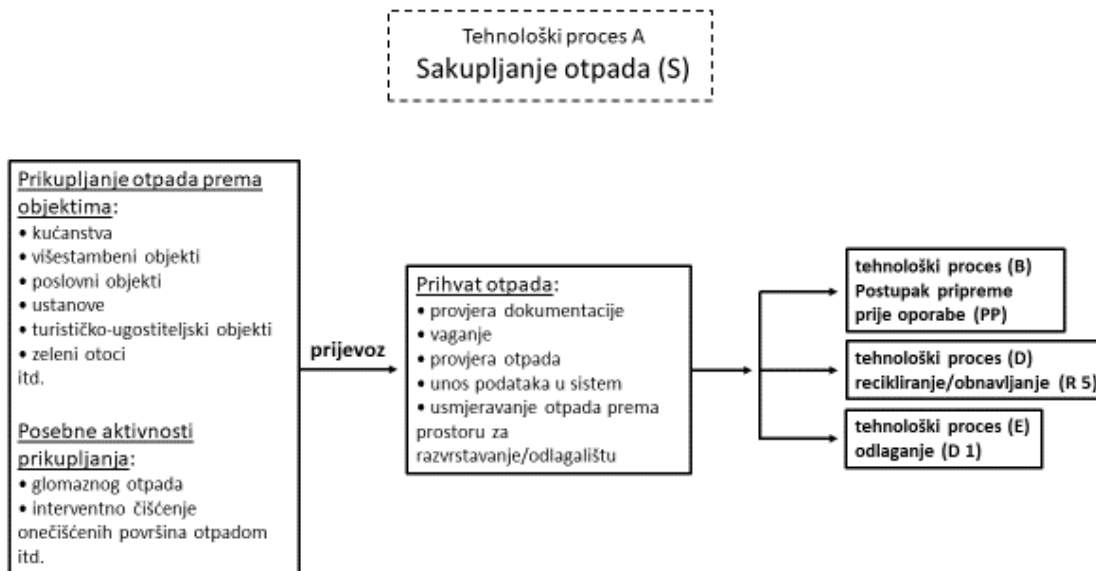 Tehnološki proces A
Sakupljanje otpada (S)
Prikupljanje otpada prema
objektima:
• kućanstva
• višestambeni objekti
• poslovni objekti
• ustanove
• turističko-ugostiteljski objekti
• zeleni otoci
itd.
Posebne aktivnosti
prikupljanja:
• glomaznog otpada
• interventno čišćenje
onečišćenih površina otpadom
itd.
prijevoz
Prihvat otpada:
• provjera dokumentacije
• vaganje
• provjera otpada
• unos podataka u sistem
• usmjeravanje otpada prema
prostoru za
razvrstavanje/odlagalištu
tehnološki proces (B)
Postupak pripreme
prije oporabe (PP)
tehnološki proces (D)
recikliranje/obnavljanje (R 5)
tehnološki proces (E)
odlaganje (D 1)